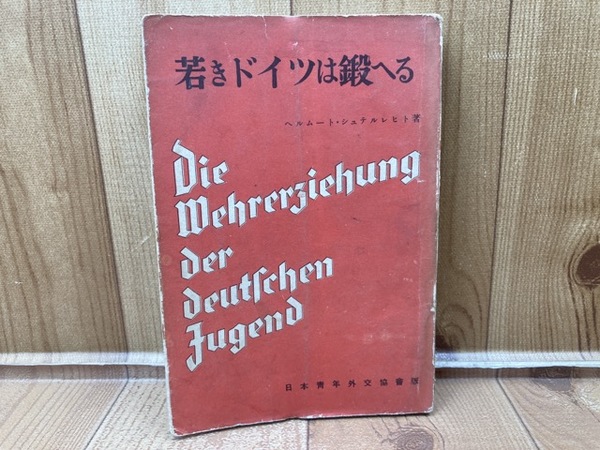 若きドイツは鍛へる
ヘルムート・シュテルレヒト著
Die
Wehrerziehung
der
deutſchen
Jugend
日本青年外交協會版